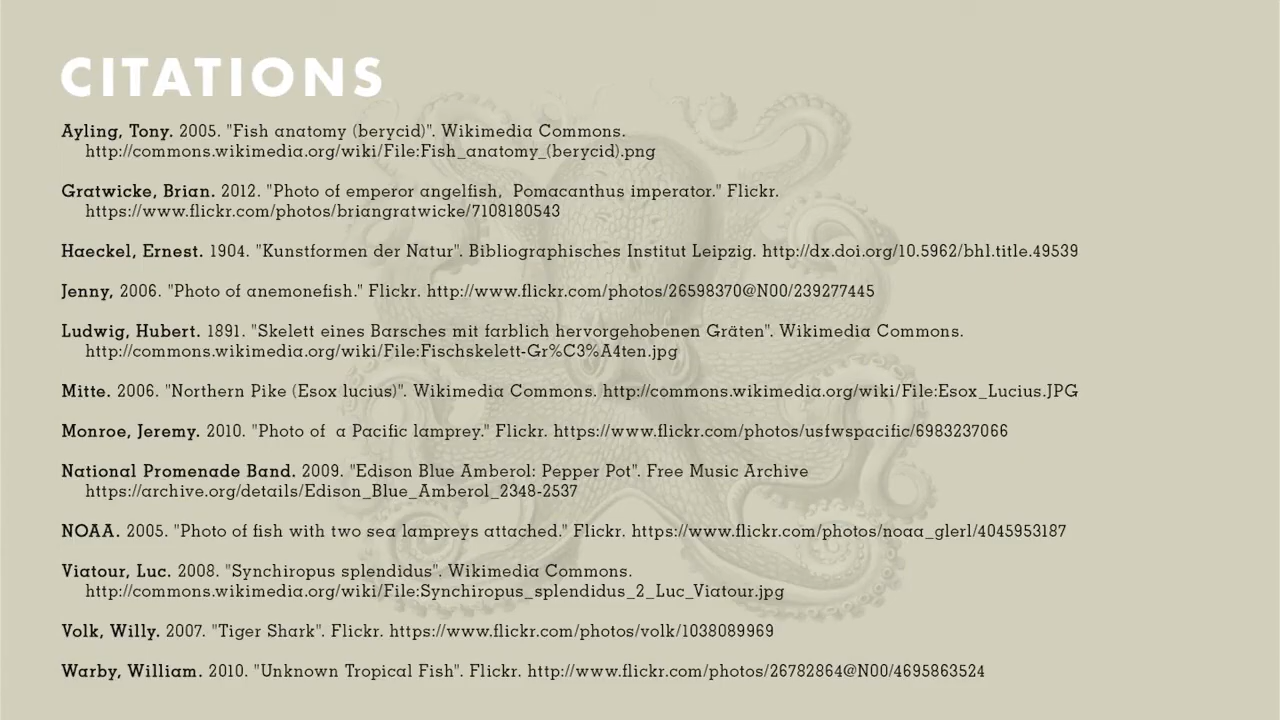 CITATIONS
Ayling, Tony. 2005. "Fish anatomy (berycid)". Wikimedia Commons.
http://commons.wikimedia.org/wiki/File:Fish_anatomy_(berycid).png
Gratwicke, Brian. 2012. "Photo of emperor angelfish,  Pomacanthus imperator." Flickr.
https://www.flickr.com/photos/briangratwicke/7108180543
Haeckel, Ernest. 1904. "Kunstformen der Natur". Bibliographisches Institut Leipzig. http://dx.doi.org/10.5962/bhl.title.49539
Jenny, 2006. "Photo of anemonefish." Flickr. http://www.flickr.com/photos/26598370@N00/239277445
Ludwig, Hubert. 1891. "Skelett eines Barsches mit farblich hervorgehobenen Gräten". Wikimedia Commons.
http://commons.wikimedia.org/wiki/File:Fischskelett-Gr%C3%A4ten.jpg
Mitte. 2006. "Northern Pike (Esox lucius)". Wikimedia Commons. http://commons.wikimedia.org/wiki/File:Esox_Lucius.JPG
Monroe, Jeremy. 2010. "Photo of  a Pacific lamprey." Flickr. https://www.flickr.com/photos/usfwspacific/6983237066
National Promenade Band. 2009. "Edison Blue Amberol: Pepper Pot". Free Music Archive
https://archive.org/details/Edison_Blue_Amberol_2348-2537
NOAA. 2005. "Photo of fish with two sea lampreys attached." Flickr. https://www.flickr.com/photos/noaa_glerl/4045953187
Viatour, Luc. 2008. "Synchiropus splendidus". Wikimedia Commons.
http://commons.wikimedia.org/wiki/File:Synchiropus_splendidus_2_Luc_Viatour.jpg
Volk, Willy. 2007. "Tiger Shark". Flickr. https://www.flickr.com/photos/volk/1038089969
Warby, William. 2010. "Unknown Tropical Fish". Flickr. http://www.flickr.com/photos/26782864@N00/4695863524